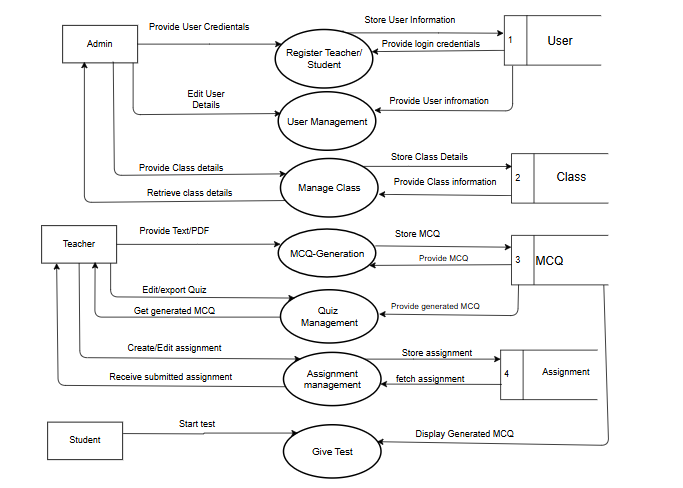 Provide User Credientals
Store User Information
Admin
Register Teacher/
Student
Provide login credentials
1
User
Edit User
Details
User Management
Provide User infromation
Provide Class details
Retrieve class details
Manage Class
Store Class Details
Provide Class information
2
Class
Teacher
Provide Text/PDF
MCQ-Generation
Store MCQ
Provide MCQ
3
MCQ
Edit/export Quiz
Get generated MCQ
Quiz
Management
Provide generated MCQ
Create/Edit assignment
Receive submitted assignment
Assignment
management
Store assignment
fetch assignment
4
Assignment
Student
Start test
Give Test
Display Generated MCQ